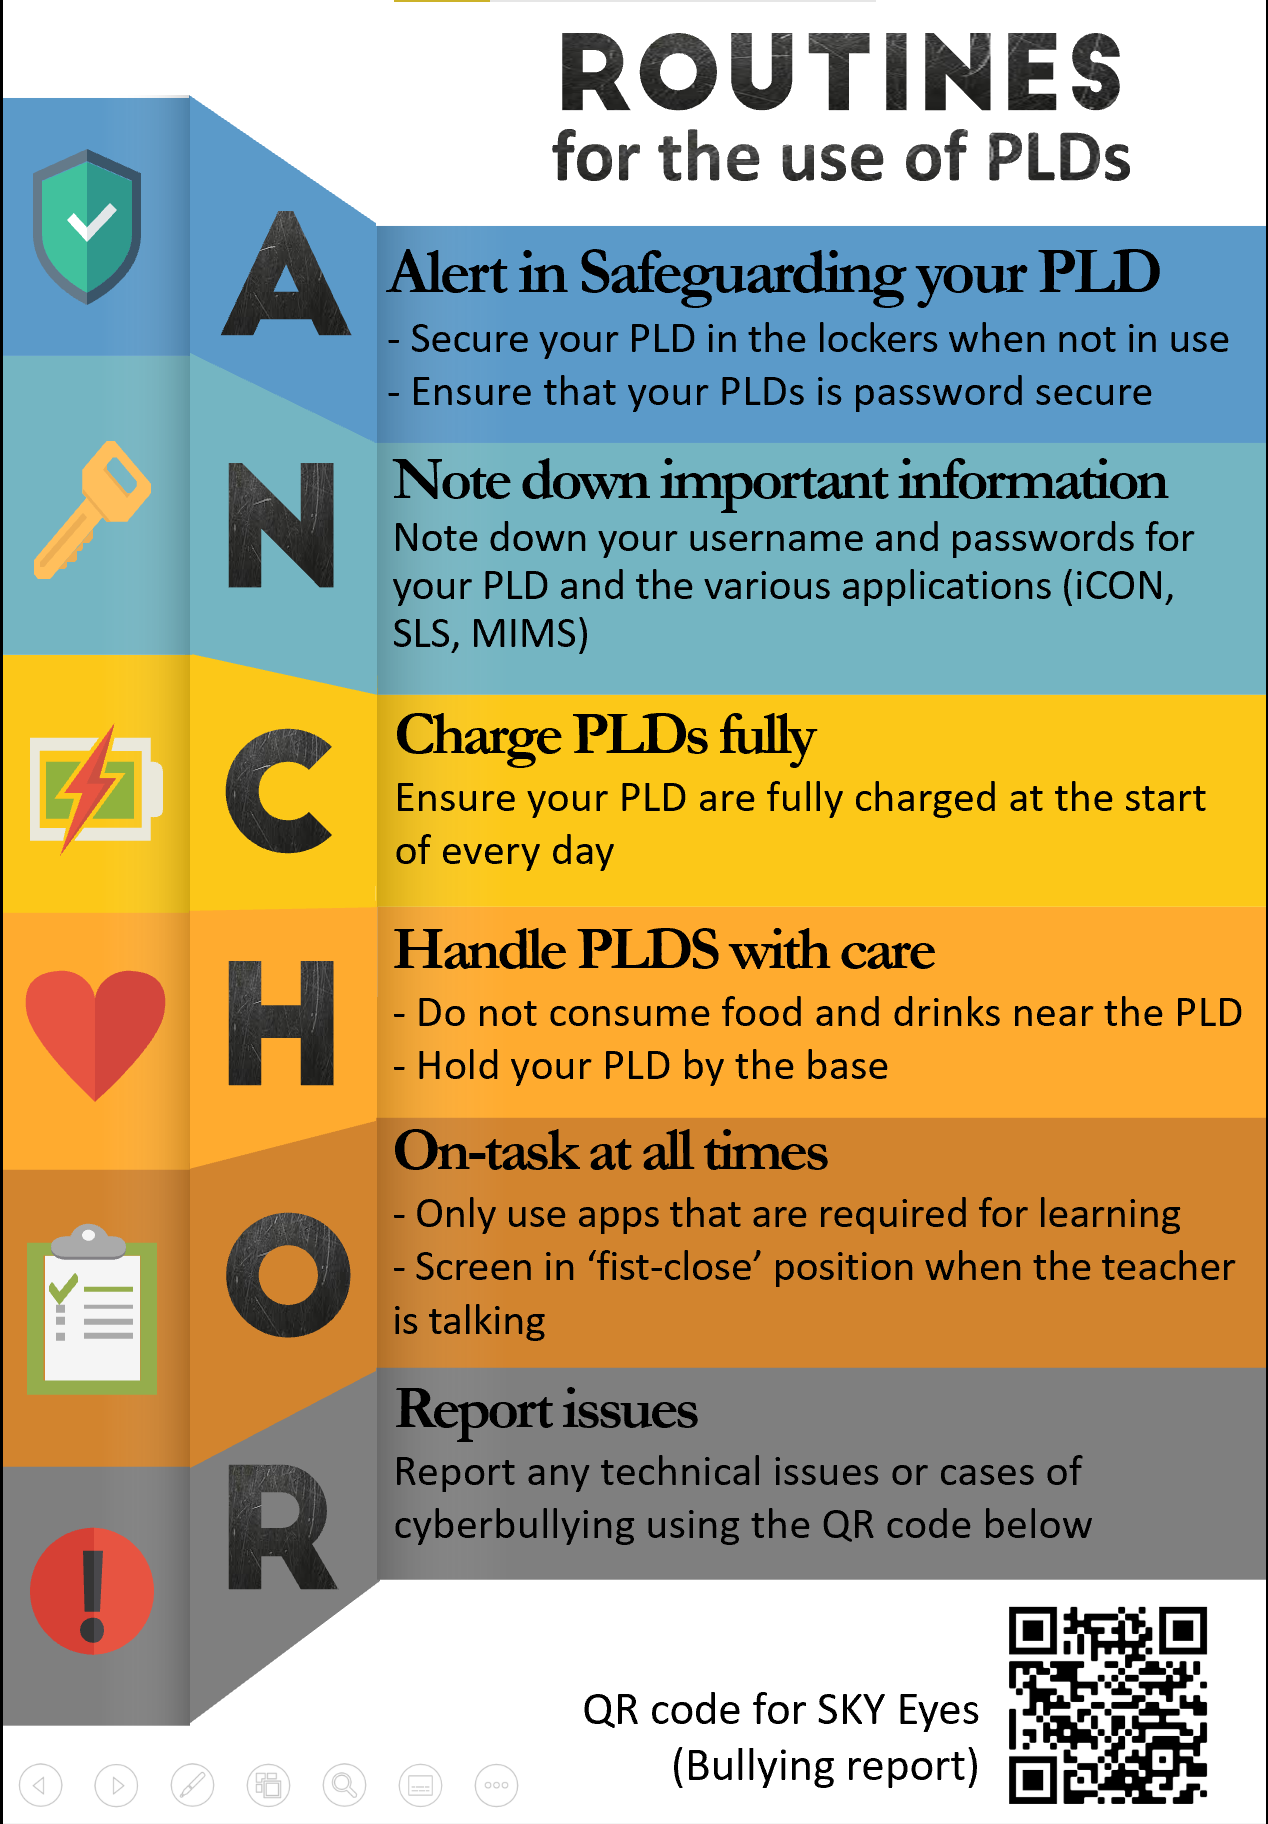 ROUTINES
for the use of PLDs
A
Alert in Safeguarding your PLD
- Secure your PLD in the lockers when not in use
- Ensure that your PLDs is password secure
N
Note down important information
Note down your username and passwords for
your PLD and the various applications (iCON,
SLS, MIMS)
C
Charge PLDs fully
Ensure your PLD are fully charged at the start
of every day
H
Handle PLDS with care
- Do not consume food and drinks near the PLD
- Hold your PLD by the base
O
On-task at all times
- Only use apps that are required for learning
- Screen in ‘fist-close’ position when the teacher
is talking
R
Report issues
Report any technical issues or cases of
cyberbullying using the QR code below
QR code for SKY Eyes
(Bullying report)